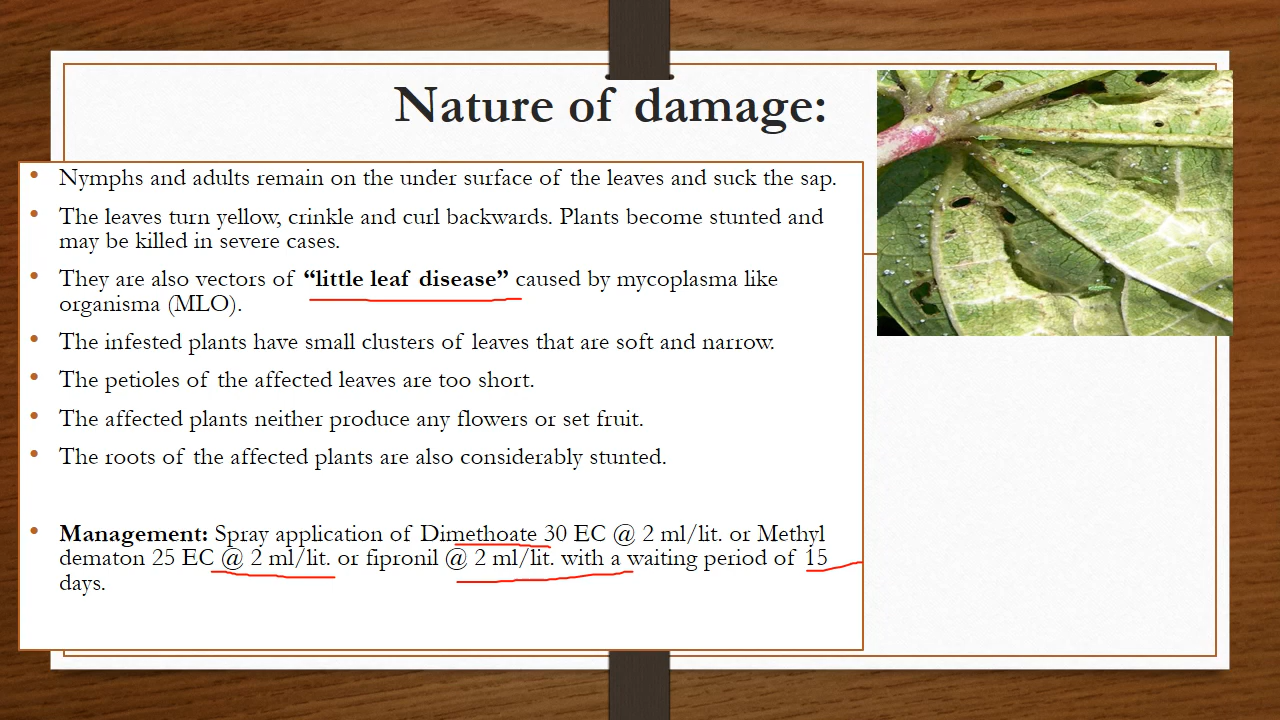 Nature of damage:
• Nymphs and adults remain on the under surface of the leaves and suck the sap.
• The leaves turn yellow, crinkle and curl backwards. Plants become stunted and
may be killed in severe cases.
• They are also vectors of “little leaf disease” caused by mycoplasma like
organisma (MLO).
• The infested plants have small clusters of leaves that are soft and narrow.
• The petioles of the affected leaves are too short.
• The affected plants neither produce any flowers or set fruit.
• The roots of the affected plants are also considerably stunted.
• Management: Spray application of Dimethoate 30 EC @ 2 ml/lit. or Methyl
dematon 25 EC @ 2 ml/lit. or fipronil @ 2 ml/lit. with a waiting period of 15
days.